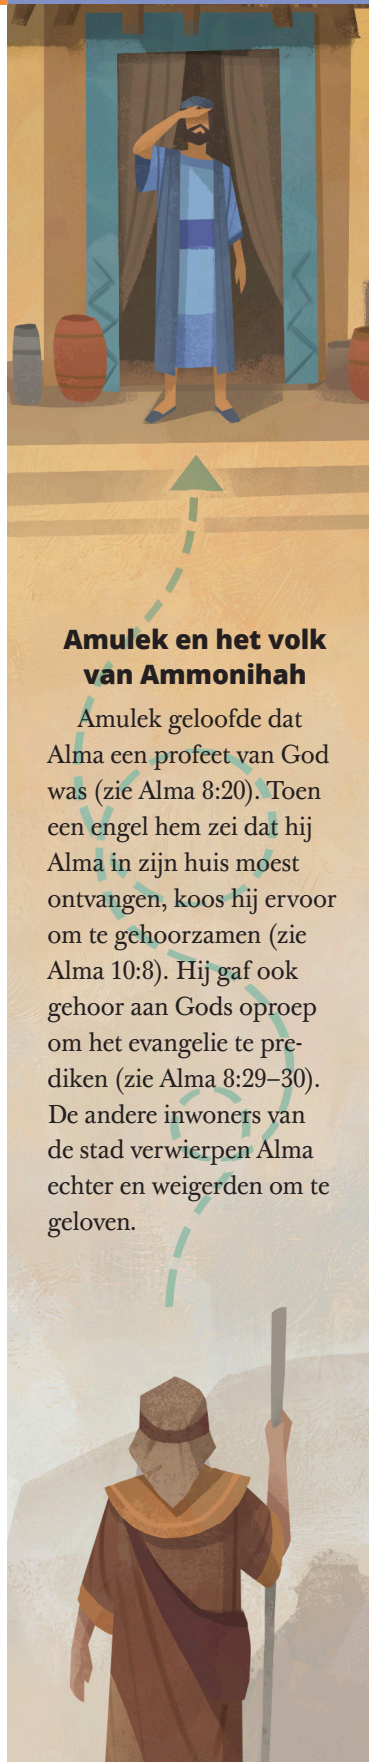 Amulek en het volk
van Ammonihah
Amulek geloofde dat
Alma een profeet van God
was (zie Alma 8:20). Toen
een engel hem zei dat hij
Alma in zijn huis moest
ontvangen, koos hij ervoor
om te gehoorzamen (zie
Alma 10:8). Hij gaf ook
gehoor aan Gods oproep
om het evangelie te pre-
diken (zie Alma 8:29–30).
De andere inwoners van
de stad verwierpen Alma
echter en weigerden om te
geloven.